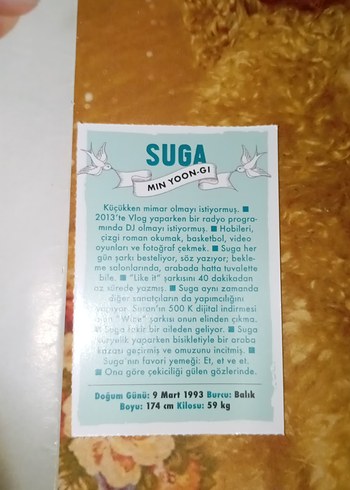 SUGA
MIN YOON-GI
Küçükken mimar olmayı istiyormuş. ■
2013'te Vlog yaparken bir radyo progra-
mında DJ olmayı istiyormuş. ■ Hobileri,
çizgi roman okumak, basketbol, video
oyunları ve fotoğraf çekmek. ■ Suga her
gün şarkı besteliyor, söz yazıyor; bekle-
me salonlarında, arabada hatta tuvalette
bile. ■ "Like it" şarkısını 40 dakikadan
az sürede yazmış. ■ Suga aynı zamanda
diğer sanatçıların da yapımcılığını
yapıyor. Suran'ın 500 K dijital indirmesi
olan "Wine" şarkısı onun elinden çıkma.
■ Suga fakir bir aileden geliyor. ■ Suga
kuryelik yaparken bisikletiyle bir araba
kazası geçirmiş ve omuzunu incitmiş. ■
Suga'nın favori yemeği: Et, et ve et.
■ Ona göre çekiciliği gülen gözlerinde.
Doğum Günü: 9 Mart 1993 Burcu: Balık
Boyu: 174 cm Kilosu: 59 kg